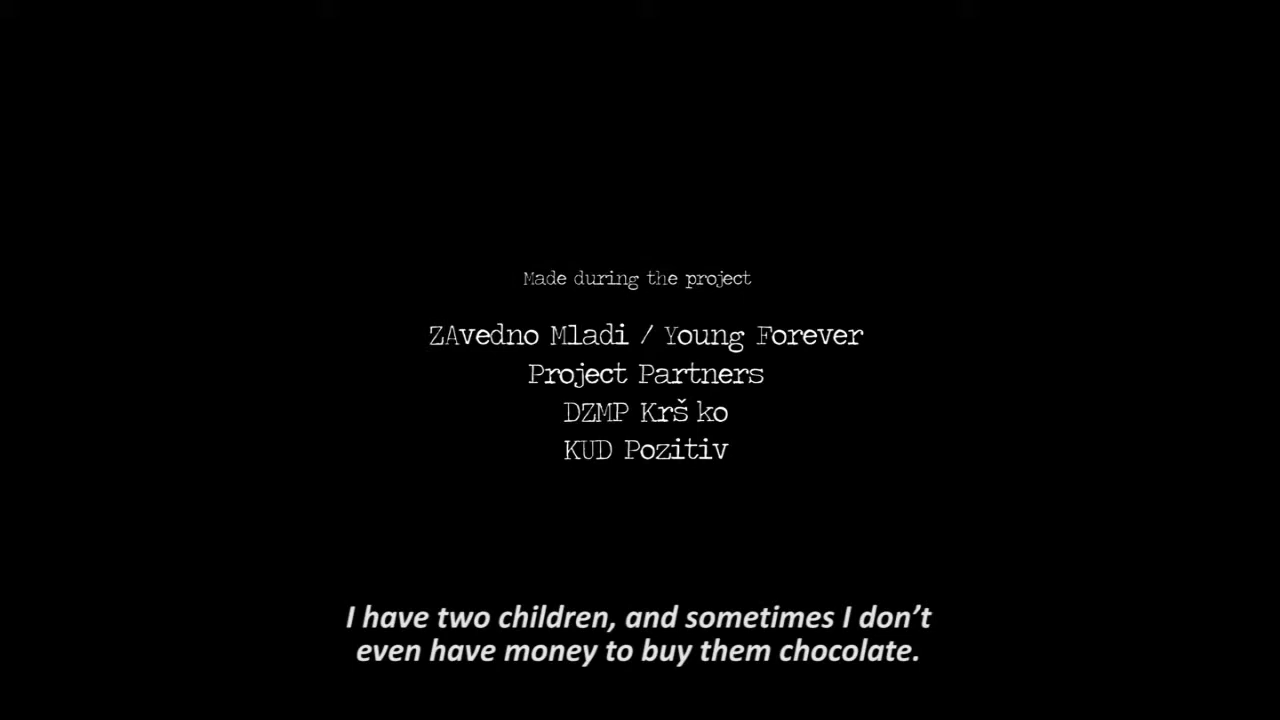 Made during the project
ZAvedno Mladi / Young Forever
Project Partners
DZMP Krš ko
KUD Pozitiv
I have two children, and sometimes I don’t
even have money to buy them chocolate.